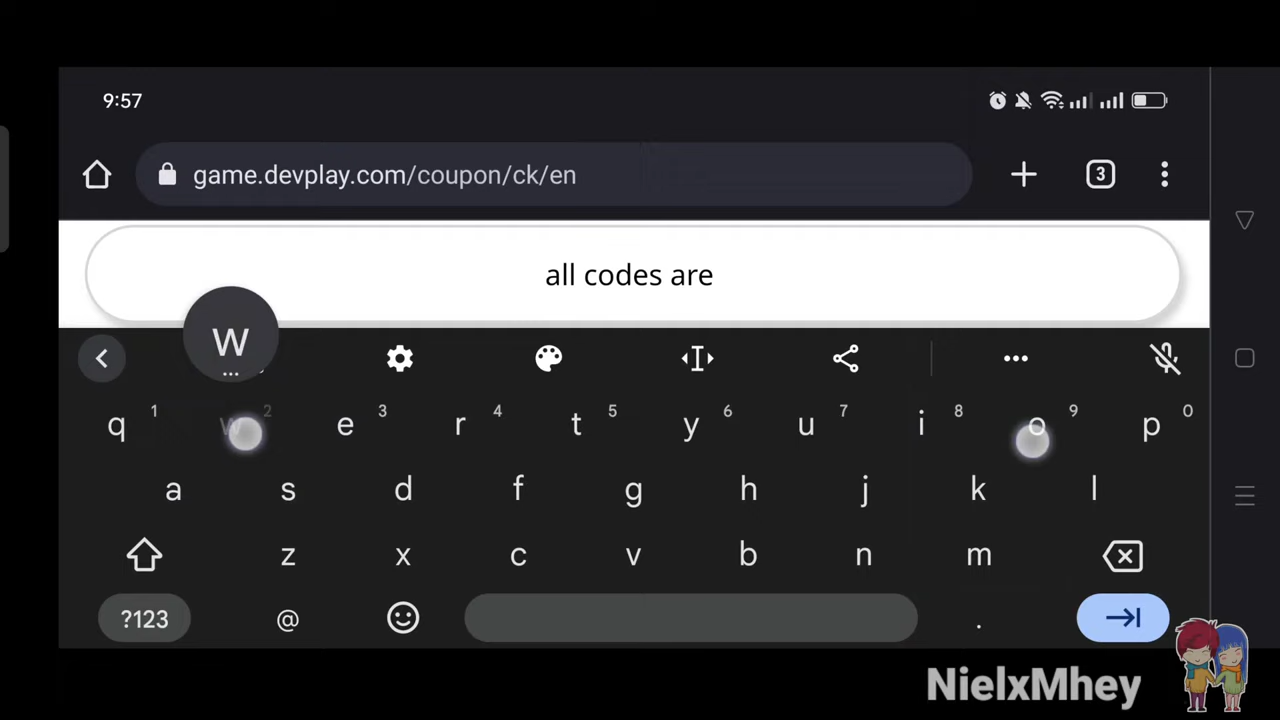 9:57
game.devplay.com/coupon/ck/en
3
all codes are
w
q 1 w 2 e 3 r 4 t 5 y 6 u 7 i 8 o 9 p 0
a s d f g h j k l
z x c v b n m
?123 @ .
NielxMhey